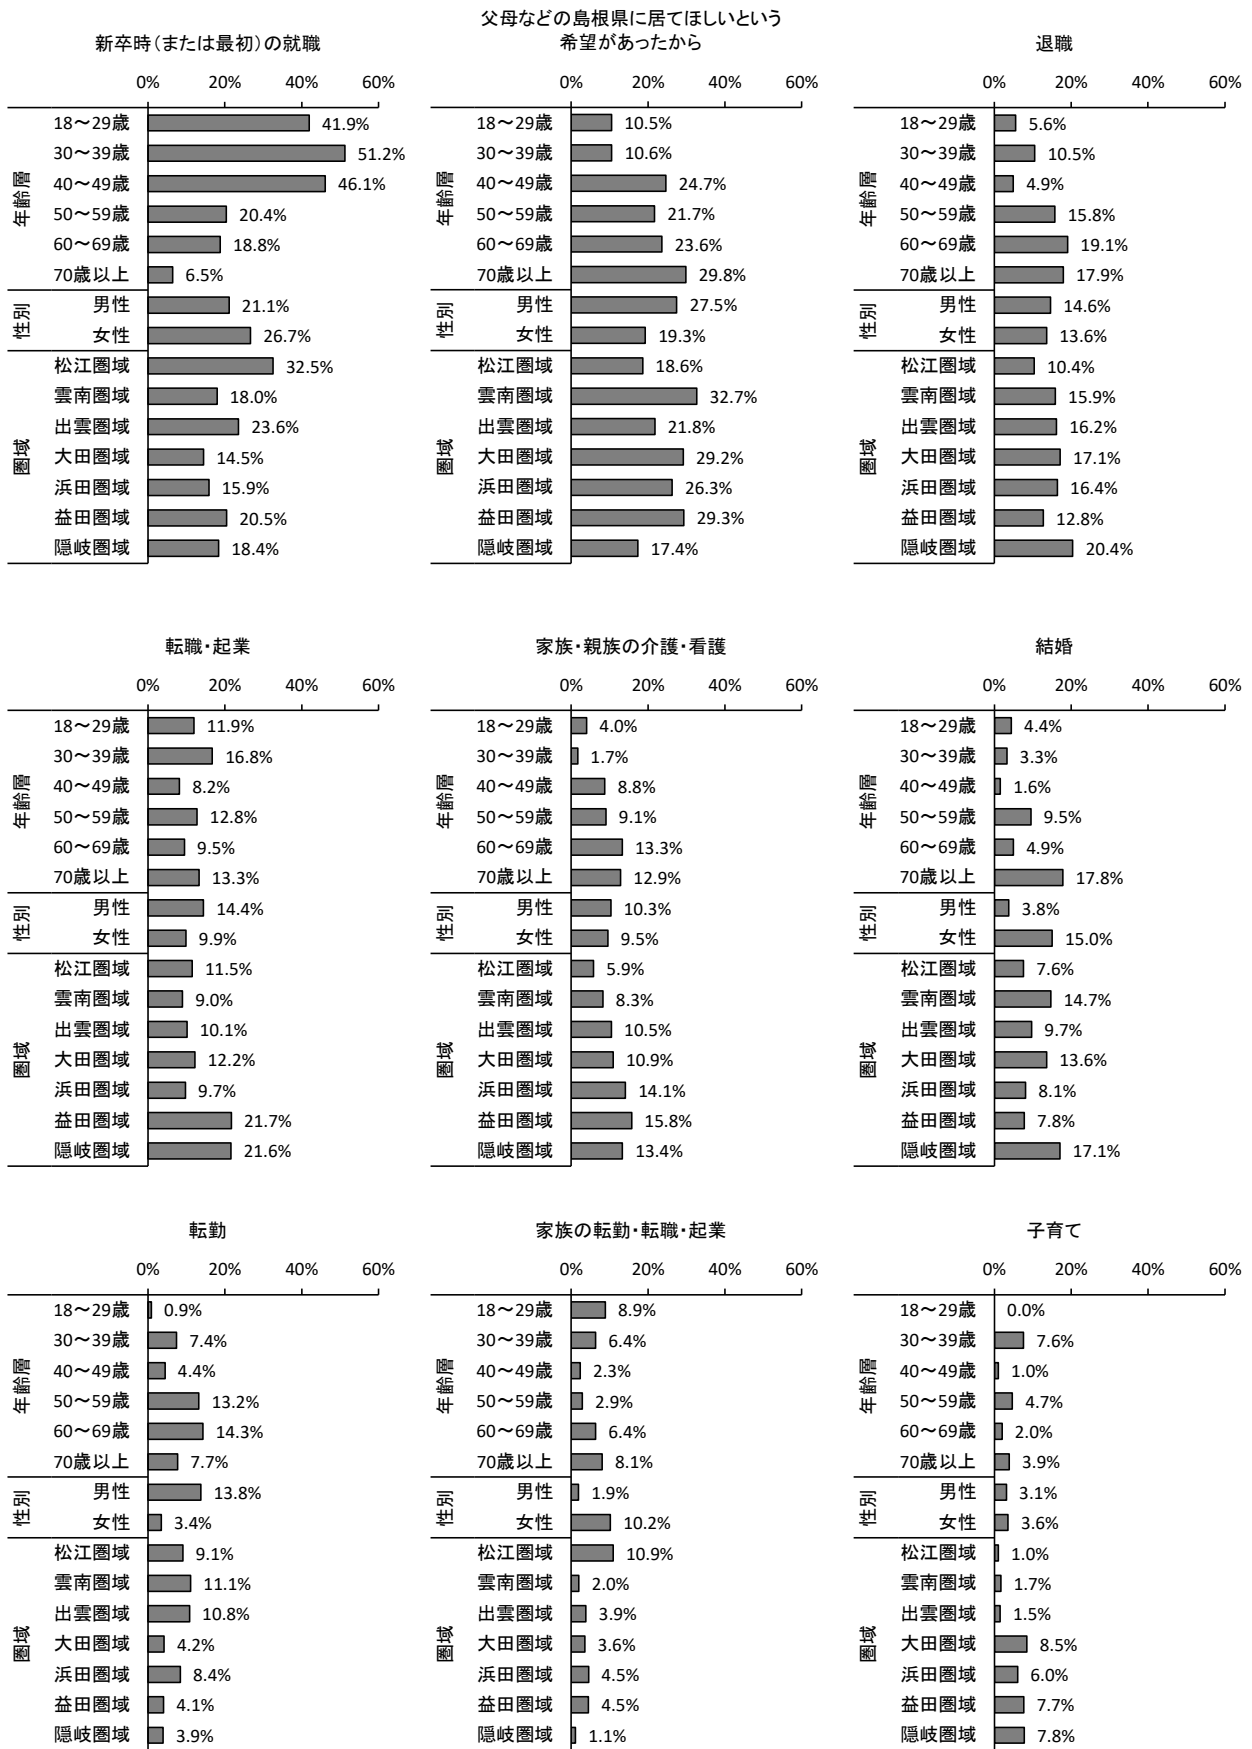 新卒時(または最初)の就職
0% 20% 40% 60%
年齢層
18～29歳 41.9%
30～39歳 51.2%
40～49歳 46.1%
50～59歳 20.4%
60～69歳 18.8%
70歳以上 6.5%
性別
男性 21.1%
女性 26.7%
圏域
松江圏域 32.5%
雲南圏域 18.0%
出雲圏域 23.6%
大田圏域 14.5%
浜田圏域 15.9%
益田圏域 20.5%
隠岐圏域 18.4%
父母などの島根県に居てほしいという
希望があったから
0% 20% 40% 60%
年齢層
18～29歳 10.5%
30～39歳 10.6%
40～49歳 24.7%
50～59歳 21.7%
60～69歳 23.6%
70歳以上 29.8%
性別
男性 27.5%
女性 19.3%
圏域
松江圏域 18.6%
雲南圏域 32.7%
出雲圏域 21.8%
大田圏域 29.2%
浜田圏域 26.3%
益田圏域 29.3%
隠岐圏域 17.4%
退職
0% 20% 40% 60%
年齢層
18～29歳 5.6%
30～39歳 10.5%
40～49歳 4.9%
50～59歳 15.8%
60～69歳 19.1%
70歳以上 17.9%
性別
男性 14.6%
女性 13.6%
圏域
松江圏域 10.4%
雲南圏域 15.9%
出雲圏域 16.2%
大田圏域 17.1%
浜田圏域 16.4%
益田圏域 12.8%
隠岐圏域 20.4%
転職・起業
0% 20% 40% 60%
年齢層
18～29歳 11.9%
30～39歳 16.8%
40～49歳 8.2%
50～59歳 12.8%
60～69歳 9.5%
70歳以上 13.3%
性別
男性 14.4%
女性 9.9%
圏域
松江圏域 11.5%
雲南圏域 9.0%
出雲圏域 10.1%
大田圏域 12.2%
浜田圏域 9.7%
益田圏域 21.7%
隠岐圏域 21.6%
家族・親族の介護・看護
0% 20% 40% 60%
年齢層
18～29歳 4.0%
30～39歳 1.7%
40～49歳 8.8%
50～59歳 9.1%
60～69歳 13.3%
70歳以上 12.9%
性別
男性 10.3%
女性 9.5%
圏域
松江圏域 5.9%
雲南圏域 8.3%
出雲圏域 10.5%
大田圏域 10.9%
浜田圏域 14.1%
益田圏域 15.8%
隠岐圏域 13.4%
結婚
0% 20% 40% 60%
年齢層
18～29歳 4.4%
30～39歳 3.3%
40～49歳 1.6%
50～59歳 9.5%
60～69歳 4.9%
70歳以上 17.8%
性別
男性 3.8%
女性 15.0%
圏域
松江圏域 7.6%
雲南圏域 14.7%
出雲圏域 9.7%
大田圏域 13.6%
浜田圏域 8.1%
益田圏域 7.8%
隠岐圏域 17.1%
転勤
0% 20% 40% 60%
年齢層
18～29歳 0.9%
30～39歳 7.4%
40～49歳 4.4%
50～59歳 13.2%
60～69歳 14.3%
70歳以上 7.7%
性別
男性 13.8%
女性 3.4%
圏域
松江圏域 9.1%
雲南圏域 11.1%
出雲圏域 10.8%
大田圏域 4.2%
浜田圏域 8.4%
益田圏域 4.1%
隠岐圏域 3.9%
家族の転勤・転職・起業
0% 20% 40% 60%
年齢層
18～29歳 8.9%
30～39歳 6.4%
40～49歳 2.3%
50～59歳 2.9%
60～69歳 6.4%
70歳以上 8.1%
性別
男性 1.9%
女性 10.2%
圏域
松江圏域 10.9%
雲南圏域 2.0%
出雲圏域 3.9%
大田圏域 3.6%
浜田圏域 4.5%
益田圏域 4.5%
隠岐圏域 1.1%
子育て
0% 20% 40% 60%
年齢層
18～29歳 0.0%
30～39歳 7.6%
40～49歳 1.0%
50～59歳 4.7%
60～69歳 2.0%
70歳以上 3.9%
性別
男性 3.1%
女性 3.6%
圏域
松江圏域 1.0%
雲南圏域 1.7%
出雲圏域 1.5%
大田圏域 8.5%
浜田圏域 6.0%
益田圏域 7.7%
隠岐圏域 7.8%